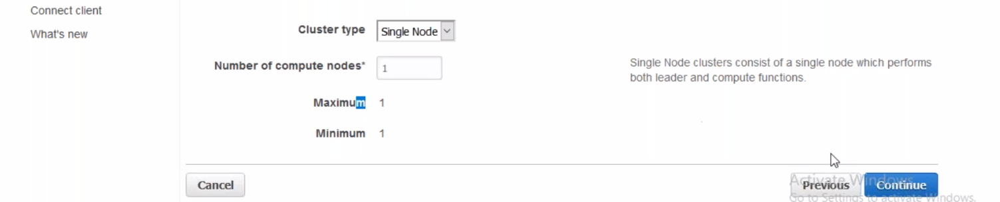 Connect client
What's new
Cluster type Single Node
Number of compute nodes* 1
Single Node clusters consist of a single node which performs
both leader and compute functions.
Maximum 1
Minimum 1
Cancel
Previous
Continue
Activate Windows
Go to Settings to activate Windows.